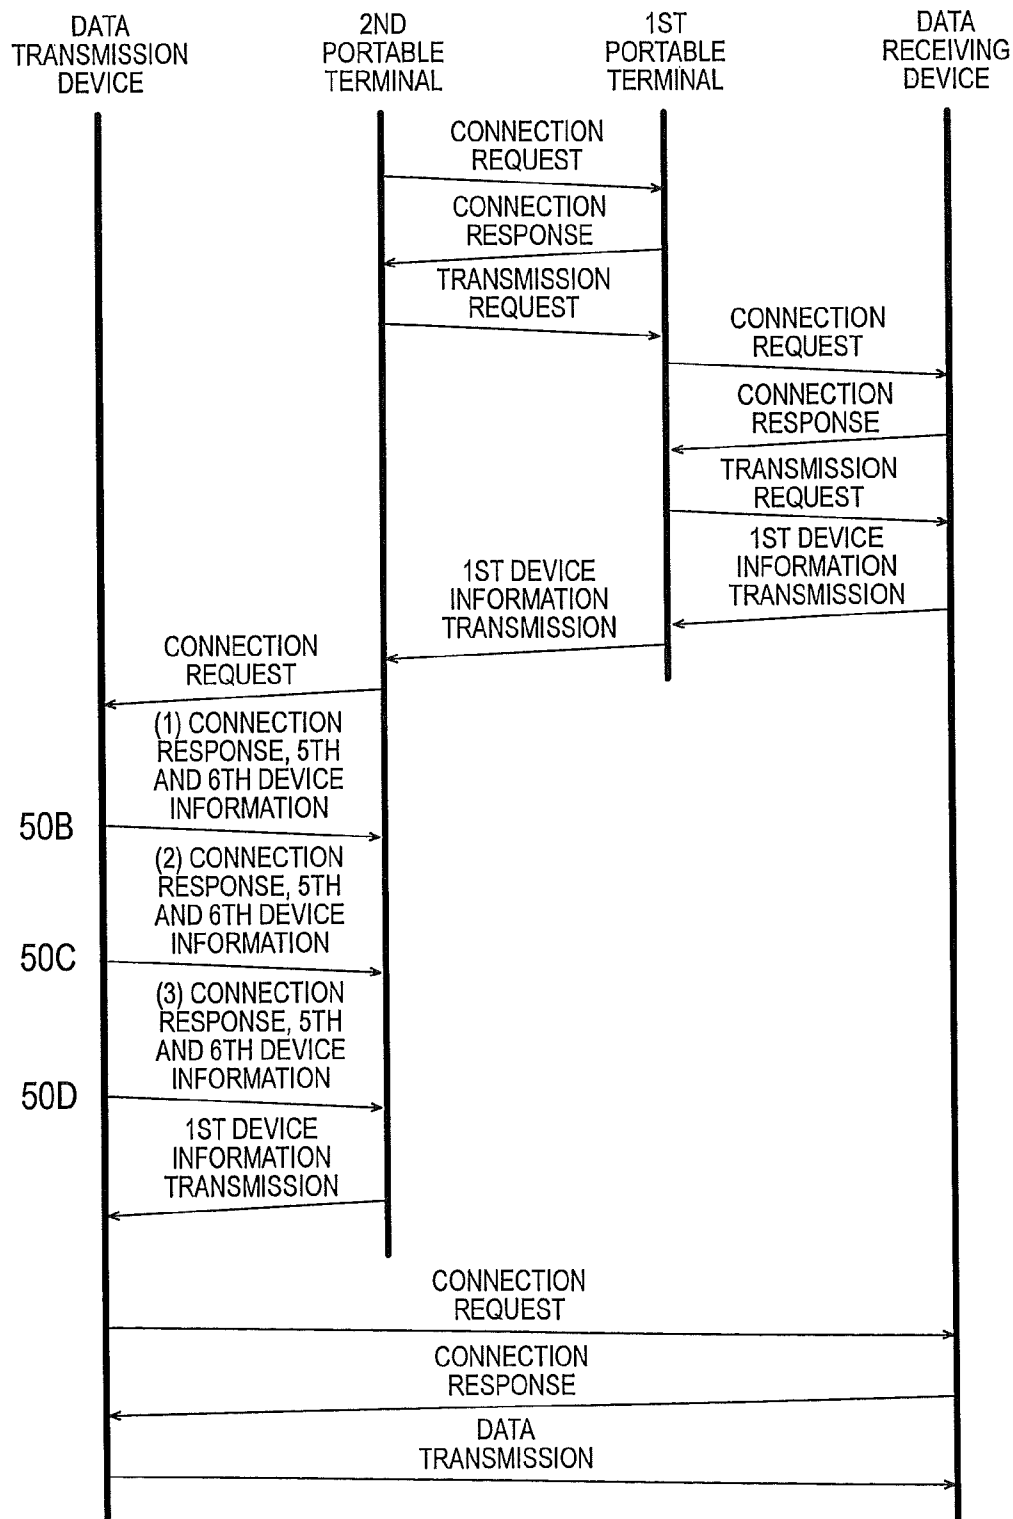 DATA
TRANSMISSION
DEVICE
2ND
PORTABLE
TERMINAL
1ST
PORTABLE
TERMINAL
DATA
RECEIVING
DEVICE
CONNECTION
REQUEST
CONNECTION
RESPONSE
TRANSMISSION
REQUEST
CONNECTION
REQUEST
CONNECTION
RESPONSE
TRANSMISSION
REQUEST
1ST DEVICE
INFORMATION
TRANSMISSION
1ST DEVICE
INFORMATION
TRANSMISSION
CONNECTION
REQUEST
(1) CONNECTION
RESPONSE, 5TH
AND 6TH DEVICE
INFORMATION
50B
(2) CONNECTION
RESPONSE, 5TH
AND 6TH DEVICE
INFORMATION
50C
(3) CONNECTION
RESPONSE, 5TH
AND 6TH DEVICE
INFORMATION
50D
1ST DEVICE
INFORMATION
TRANSMISSION
CONNECTION
REQUEST
CONNECTION
RESPONSE
DATA
TRANSMISSION